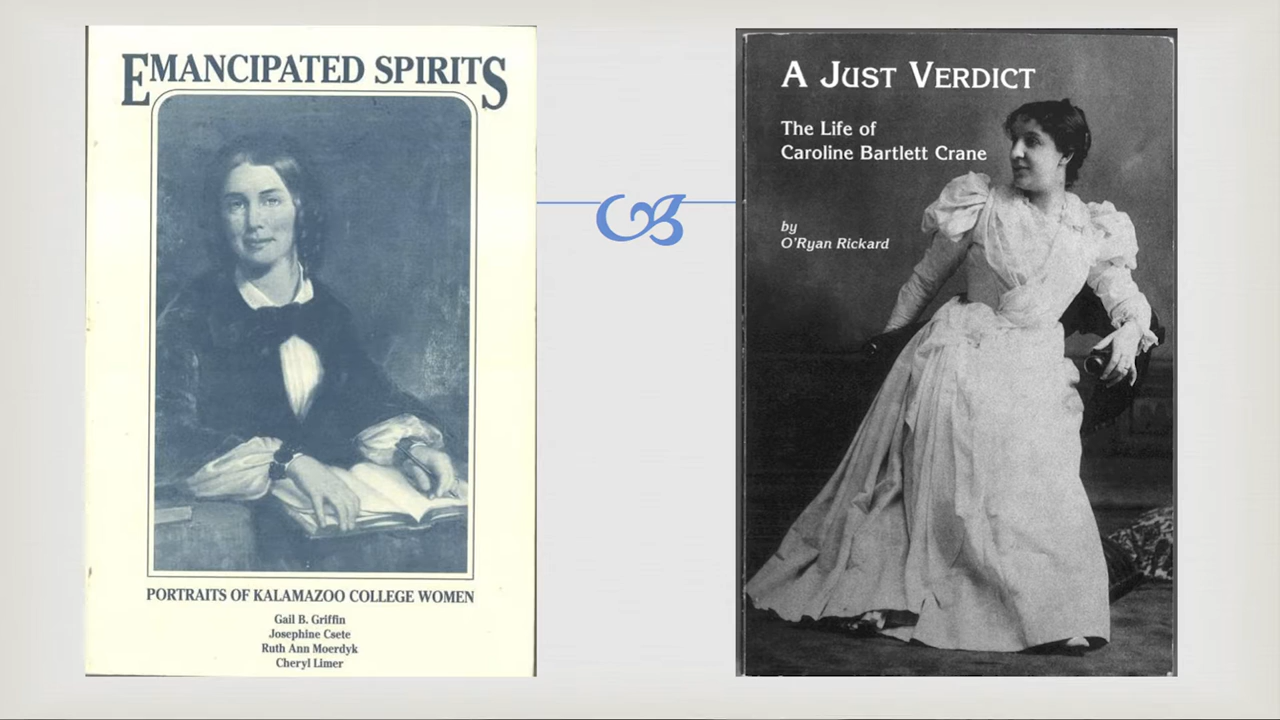 EMANCIPATED SPIRITS
PORTRAITS OF KALAMAZOO COLLEGE WOMEN
Gail B. Griffin
Josephine Csete
Ruth Ann Moerdyk
Cheryl Limer
A JUST VERDICT
The Life of
Caroline Bartlett Crane
by
O'Ryan Rickard